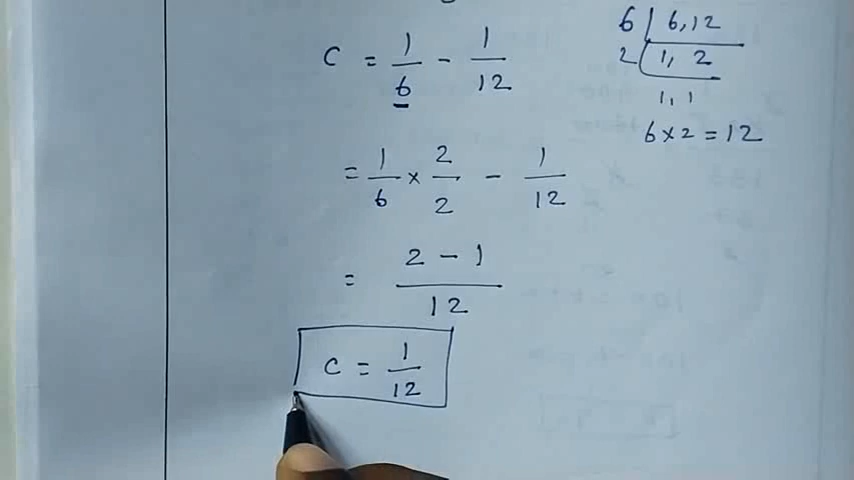 C = 1/6 - 1/12
= 1/6 × 2/2 - 1/12
= 2 - 1/12
C = 1/12
6 | 6, 12
2 | 1, 2
1, 1
6 × 2 = 12